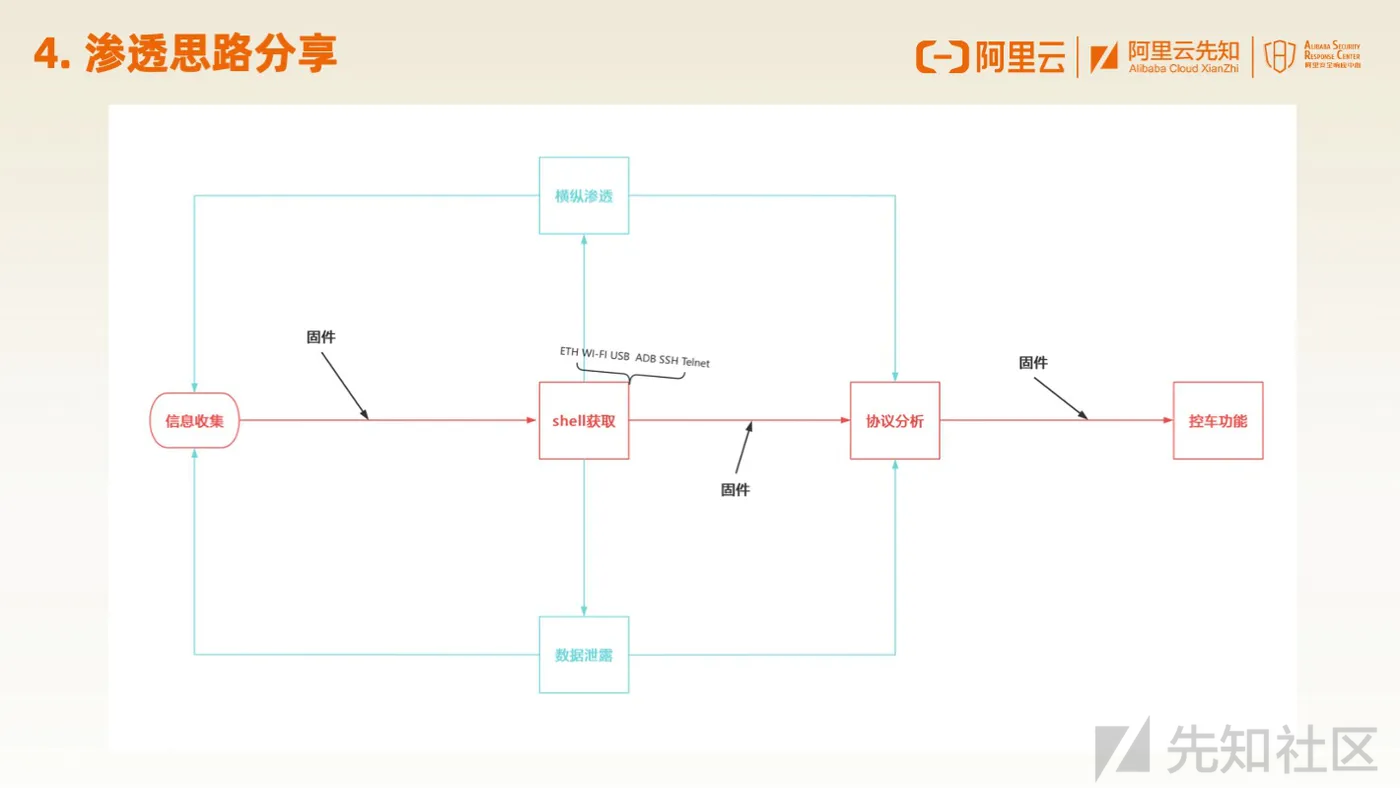 4. 渗透思路分享
阿里云
阿里云先知
Alibaba Cloud XianZhi
ALIBABA SECURITY
RESPONSE CENTER
阿里安全响应中心
横纵渗透
固件
ETH WI-FI USB ADB SSH Telnet
固件
信息收集
shell获取
协议分析
控车功能
固件
数据泄露
先知社区